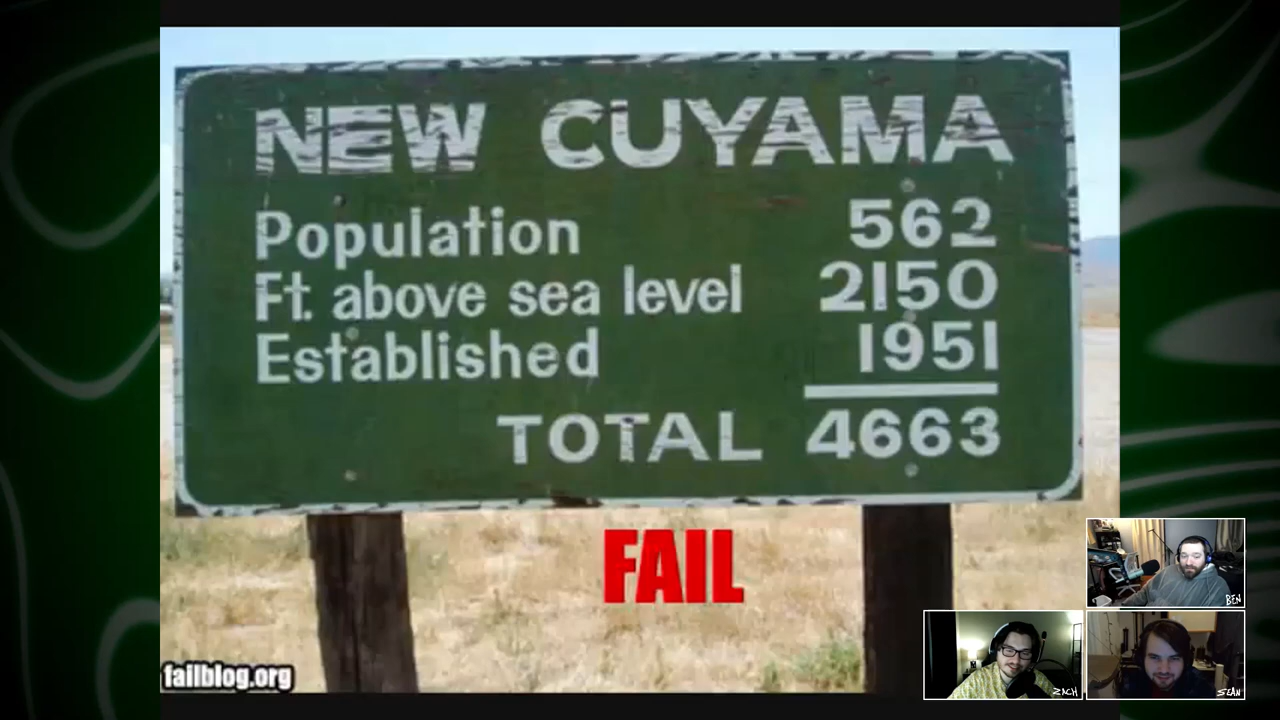 NEW CUYAMA
Population 562
Ft. above sea level 2150
Established 1951
TOTAL 4663
FAIL
failblog.org
BEN
ZACH
SEAN